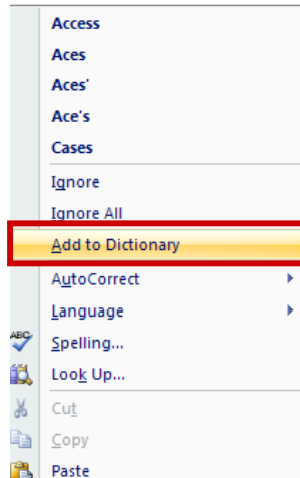 Access
Aces
Aces'
Ace's
Cases
Ignore
Ignore All
Add to Dictionary
AutoCorrect
Language
ABC
Spelling...
Look Up...
Cut
Copy
Paste